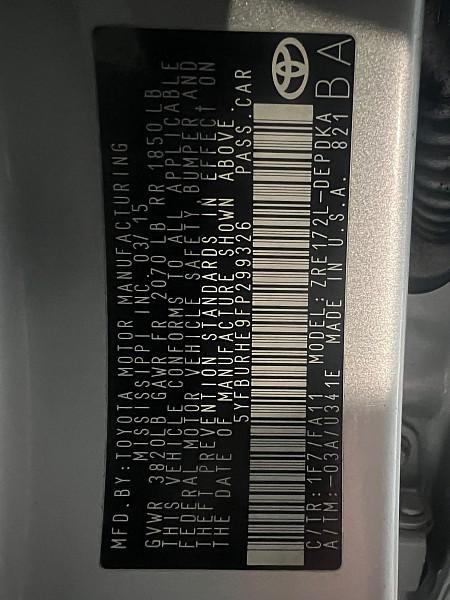 MFD. BY: TOYOTA MOTOR MANUFACTURING
MISSISSIPPI INC. 03/15
GVWR 3820LB GAWR FR 2070 LB RR 1850 LB
THIS VEHICLE CONFORMS TO ALL APPLICABLE
FEDERAL MOTOR VEHICLE SAFETY, BUMPER AND
THEFT PREVENTION STANDARDS IN EFFECT ON
THE DATE OF MANUFACTURE SHOWN ABOVE.
5YFBURHE9FP299326 PASS. CAR
C/TR: 1F7/FA11 MODEL: ZRE172L-DEPDKA
A/TM: -03A/U341E MADE IN U.S.A. 821
BA